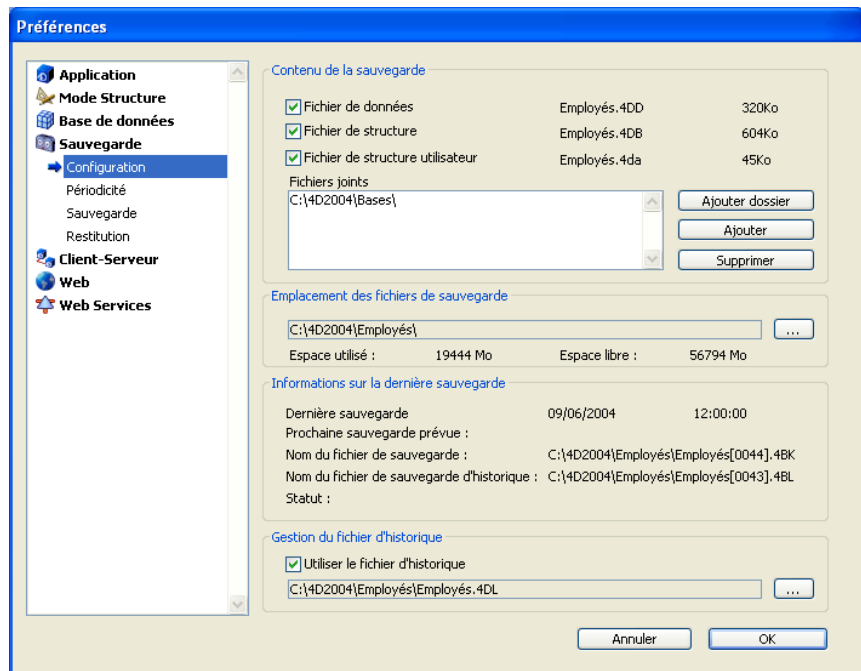 Préférences
Application
Mode Structure
Base de données
Sauvegarde
Configuration
Périodicité
Sauvegarde
Restitution
Client-Serveur
Web
Web Services
Contenu de la sauvegarde
Fichier de données Employés.4DD 320Ko
Fichier de structure Employés.4DB 604Ko
Fichier de structure utilisateur Employés.4da 45Ko
Fichiers joints
C:\4D2004\Bases\
Ajouter dossier
Ajouter
Supprimer
Emplacement des fichiers de sauvegarde
C:\4D2004\Employés\ ...
Espace utilisé : 19444 Mo Espace libre : 56794 Mo
Informations sur la dernière sauvegarde
Dernière sauvegarde 09/06/2004 12:00:00
Prochaine sauvegarde prévue :
Nom du fichier de sauvegarde : C:\4D2004\Employés\Employés[0044].4BK
Nom du fichier de sauvegarde d'historique : C:\4D2004\Employés\Employés[0043].4BL
Statut :
Gestion du fichier d'historique
Utiliser le fichier d'historique
C:\4D2004\Employés\Employés.4DL ...
Annuler OK